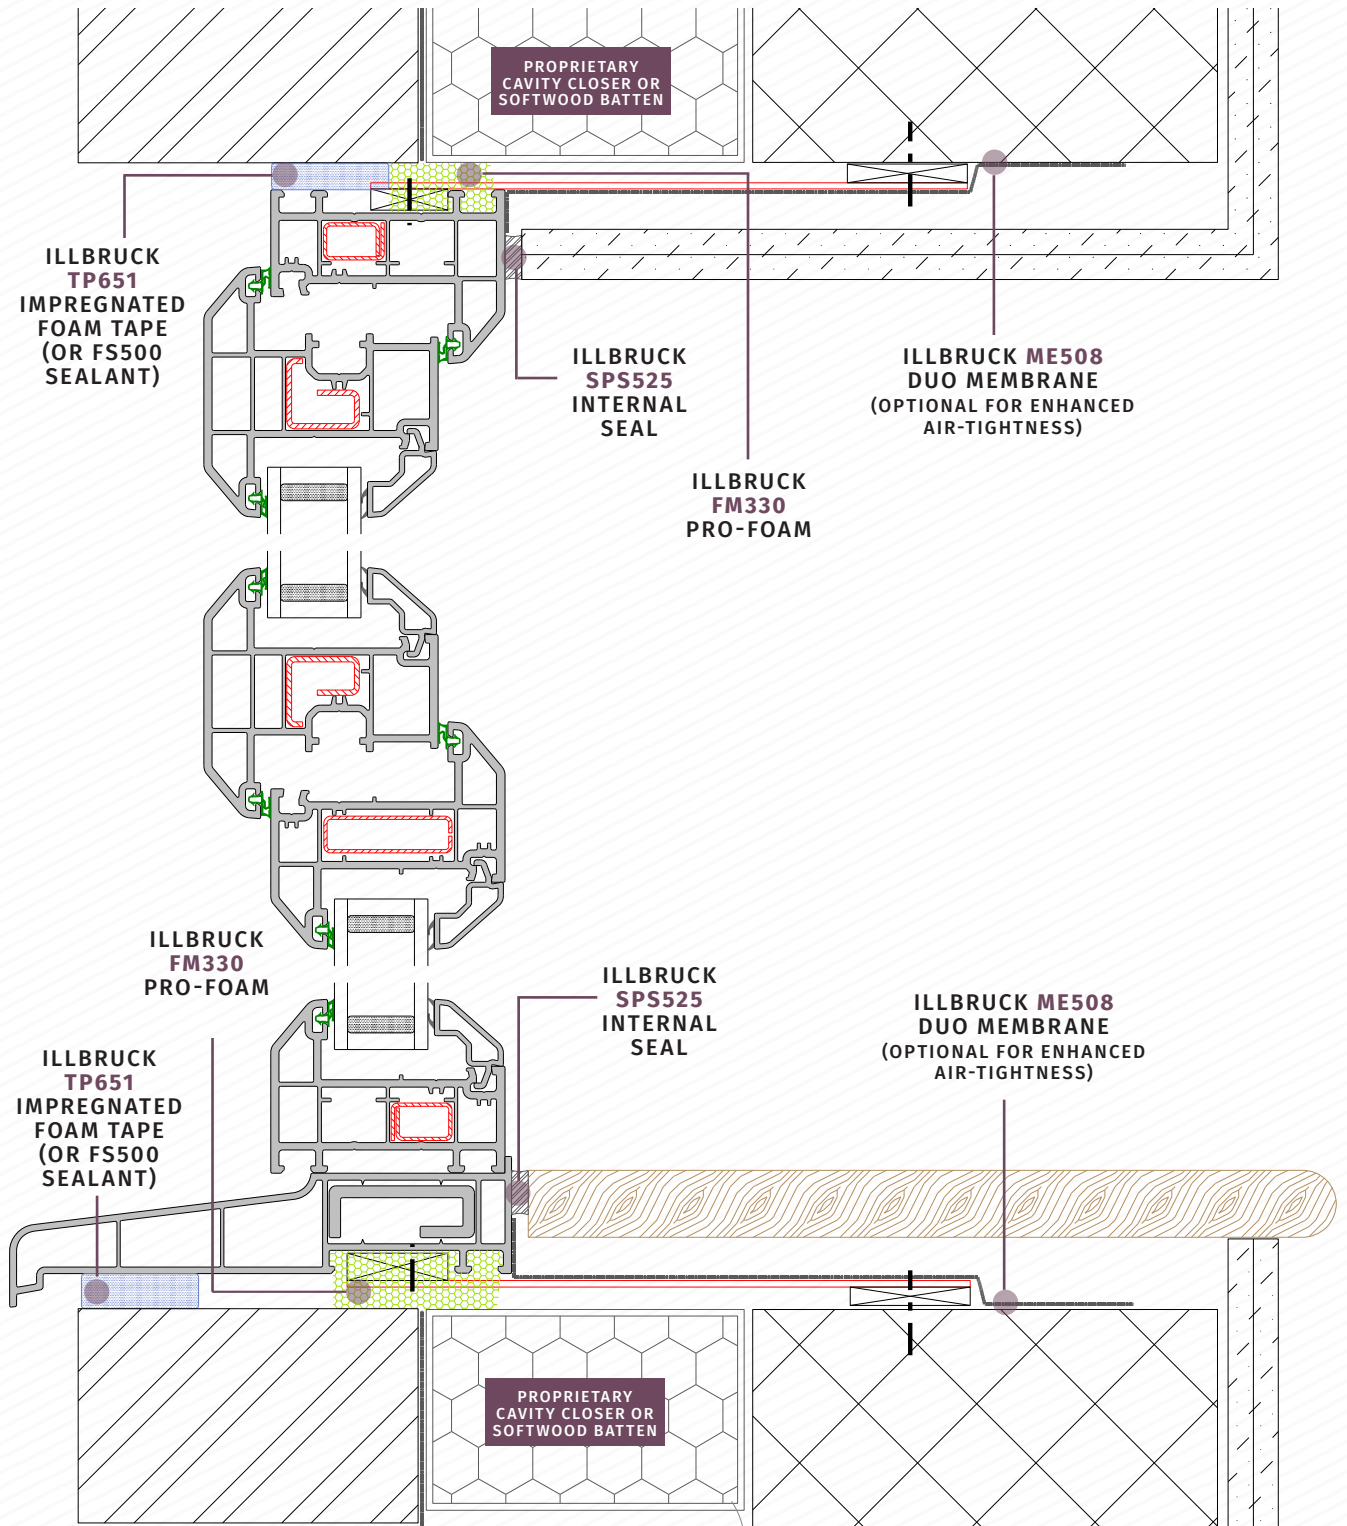 PROPRIETARY
CAVITY CLOSER OR
SOFTWOOD BATTEN
ILLBRUCK
TP651
IMPREGNATED
FOAM TAPE
(OR FS500
SEALANT)
ILLBRUCK
SPS525
INTERNAL
SEAL
ILLBRUCK ME508
DUO MEMBRANE
(OPTIONAL FOR ENHANCED
AIR-TIGHTNESS)
ILLBRUCK
FM330
PRO-FOAM
ILLBRUCK
FM330
PRO-FOAM
ILLBRUCK
SPS525
INTERNAL
SEAL
ILLBRUCK ME508
DUO MEMBRANE
(OPTIONAL FOR ENHANCED
AIR-TIGHTNESS)
ILLBRUCK
TP651
IMPREGNATED
FOAM TAPE
(OR FS500
SEALANT)
PROPRIETARY
CAVITY CLOSER OR
SOFTWOOD BATTEN